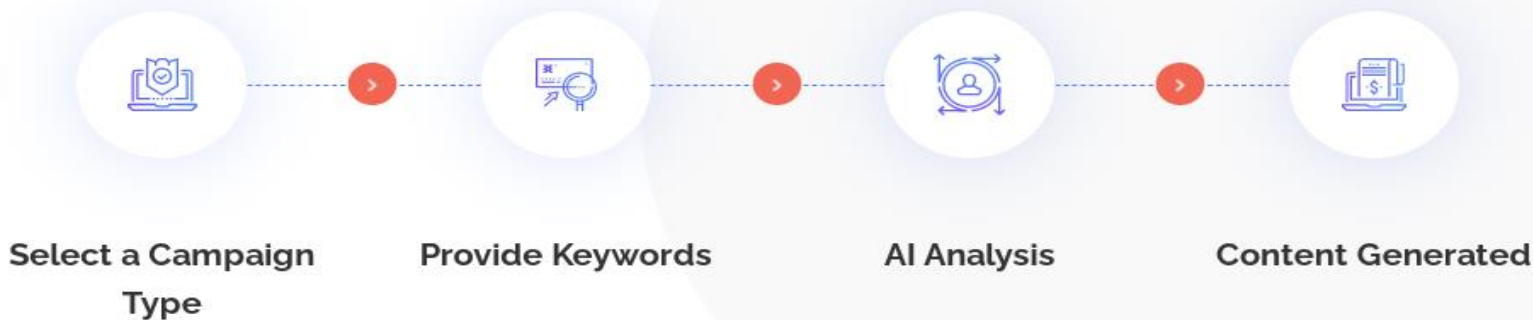 Select a Campaign
Type
Provide Keywords
AI Analysis
Content Generated